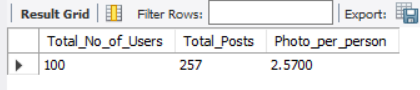 Result Grid Filter Rows: Export:
Total_No_of_Users Total_Posts Photo_per_person
100 257 2.5700